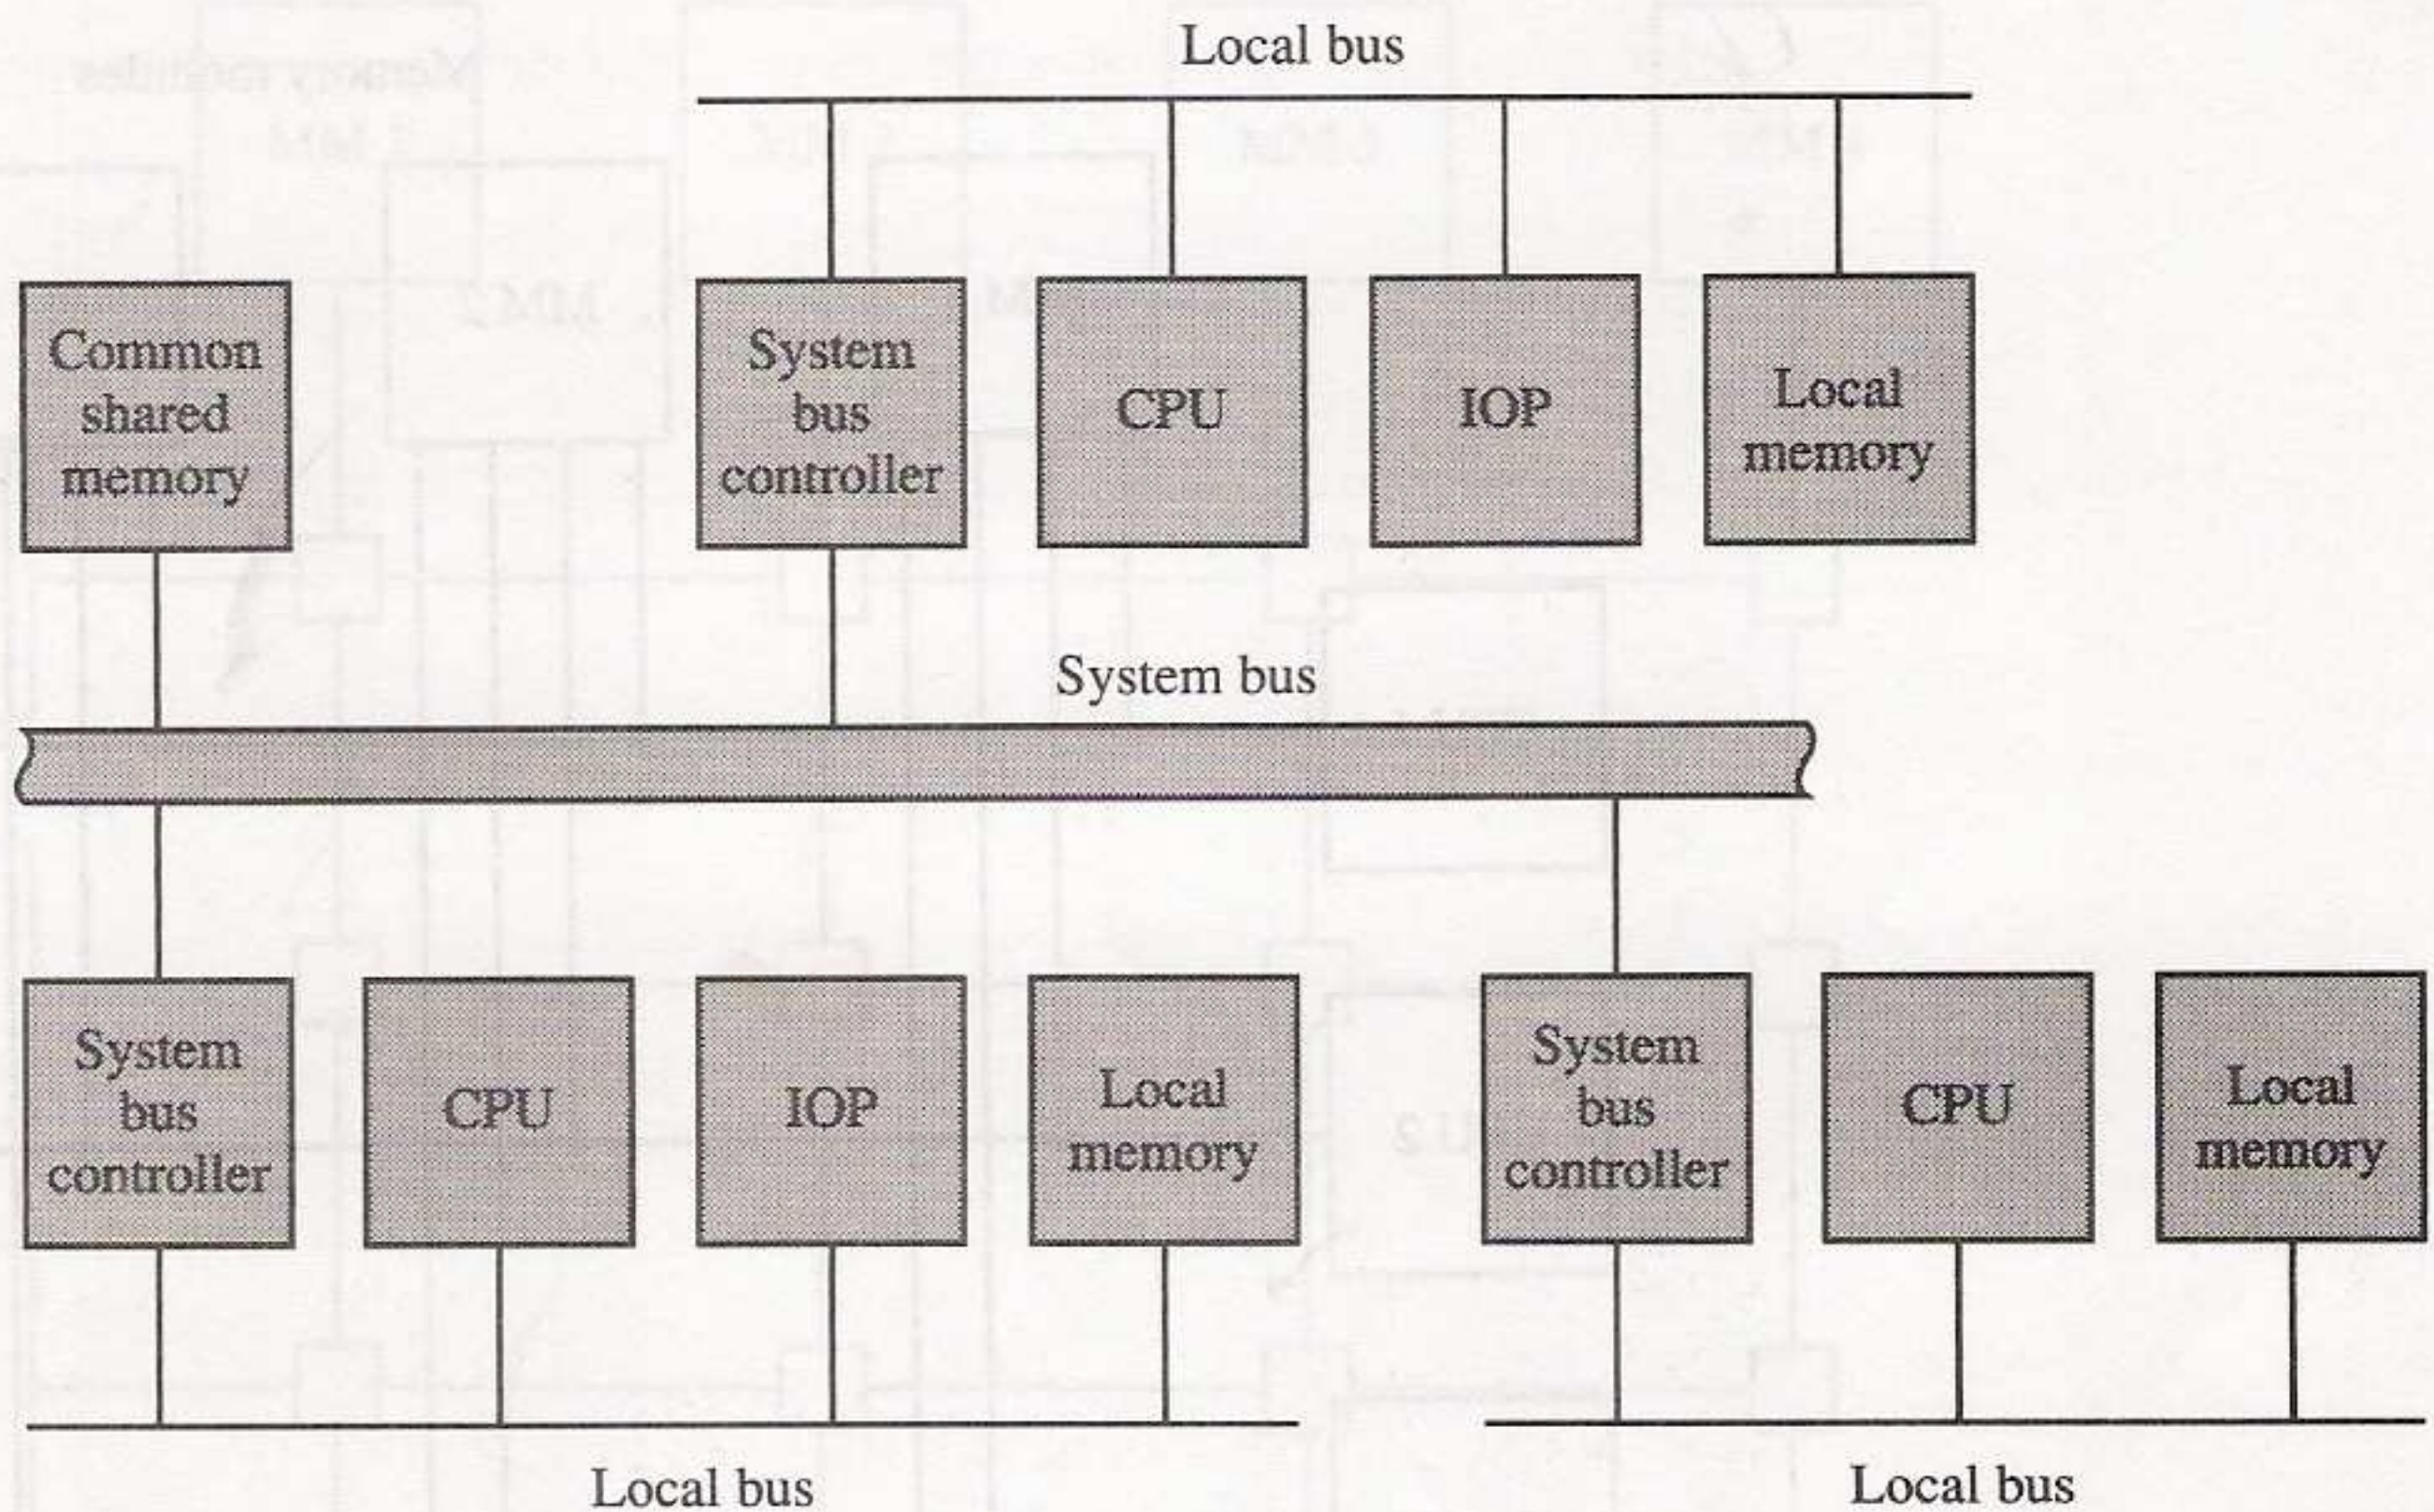 Local bus
Common
shared
memory
System
bus
controller
CPU
IOP
Local
memory
System bus
System
bus
controller
CPU
IOP
Local
memory
System
bus
controller
CPU
Local
memory
Local bus
Local bus